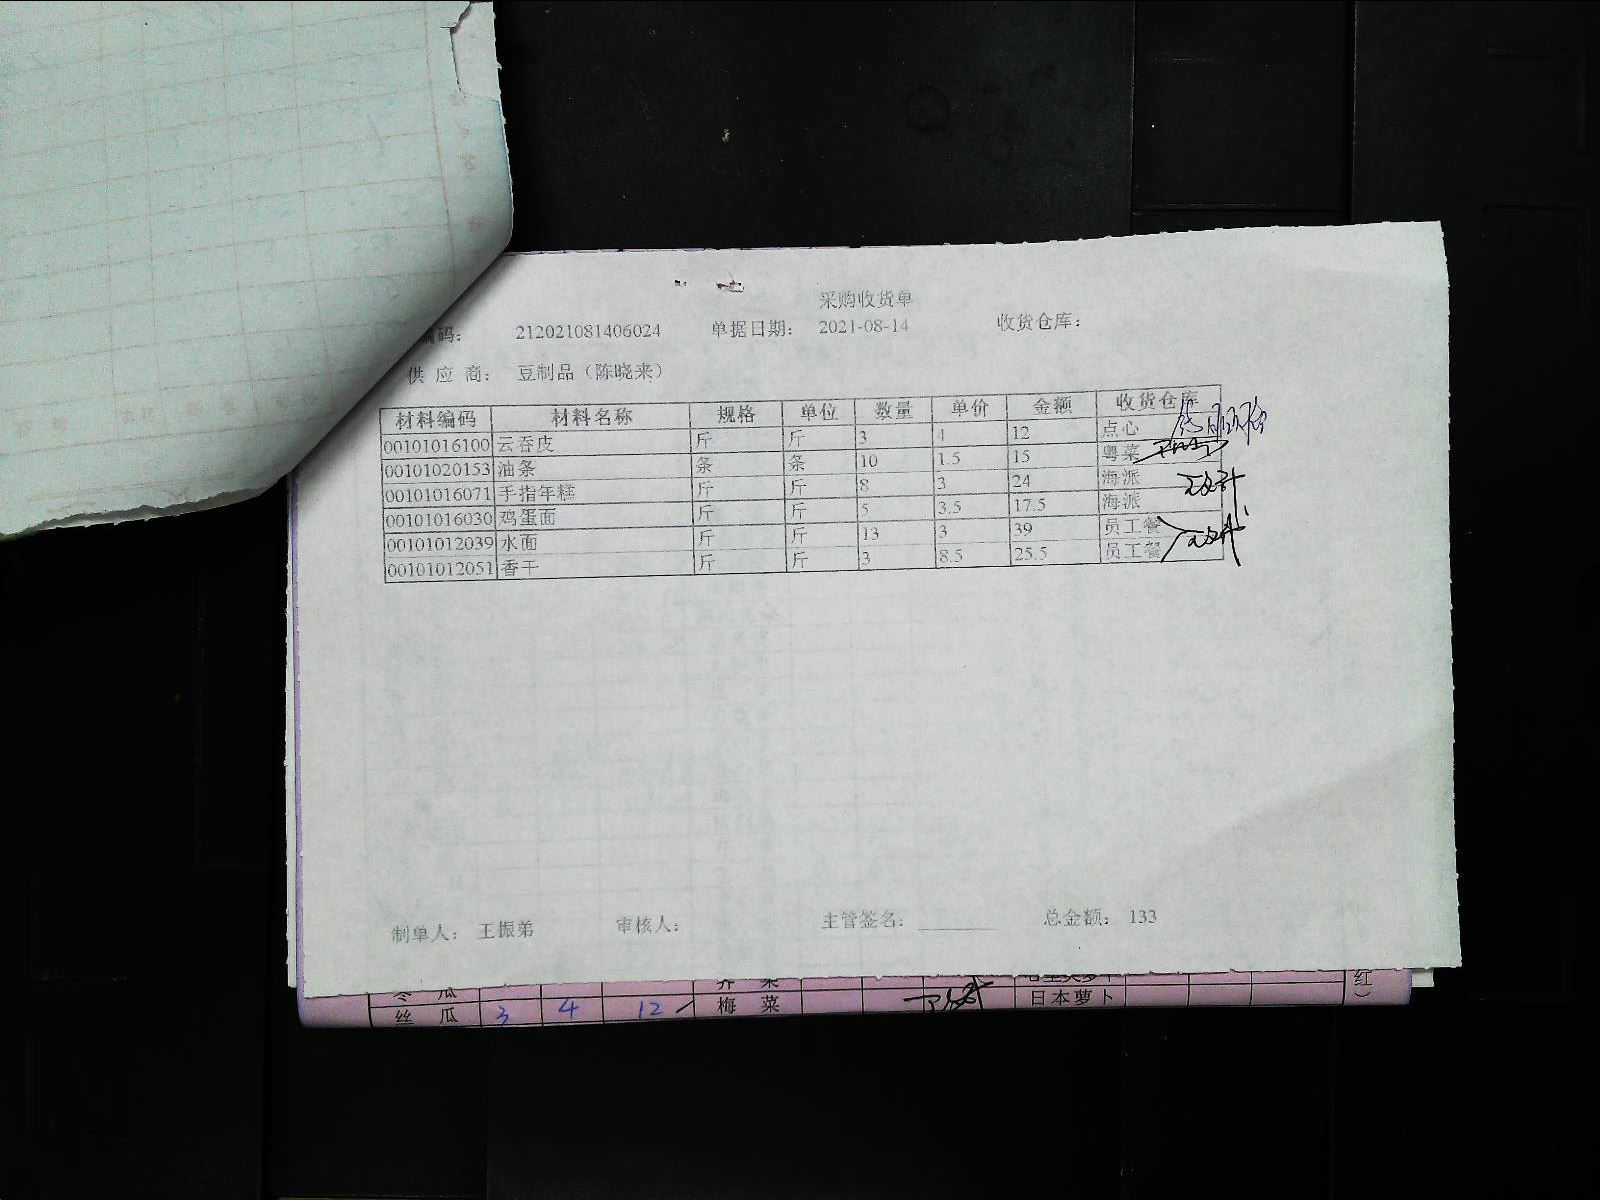 采购收货单
编码： 212021081406024 单据日期： 2021-08-14 收货仓库：
供 应 商： 豆制品（陈晓来）
材料编码 材料名称 规格 单位 数量 单价 金额 收货仓库
00101016100 云吞皮 斤 斤 3 4 12 点心
00101020153 油条 条 条 10 1.5 15 粤菜
00101016071 手指年糕 斤 斤 8 3 24 海派
00101016030 鸡蛋面 斤 斤 5 3.5 17.5 海派
00101012039 水面 斤 斤 13 3 39 员工餐
00101012051 香干 斤 斤 3 8.5 25.5 员工餐
制单人： 王振弟 审核人： 主管签名： 总金额： 133
丝 瓜 3 4 12 梅 菜 日本萝卜
红）